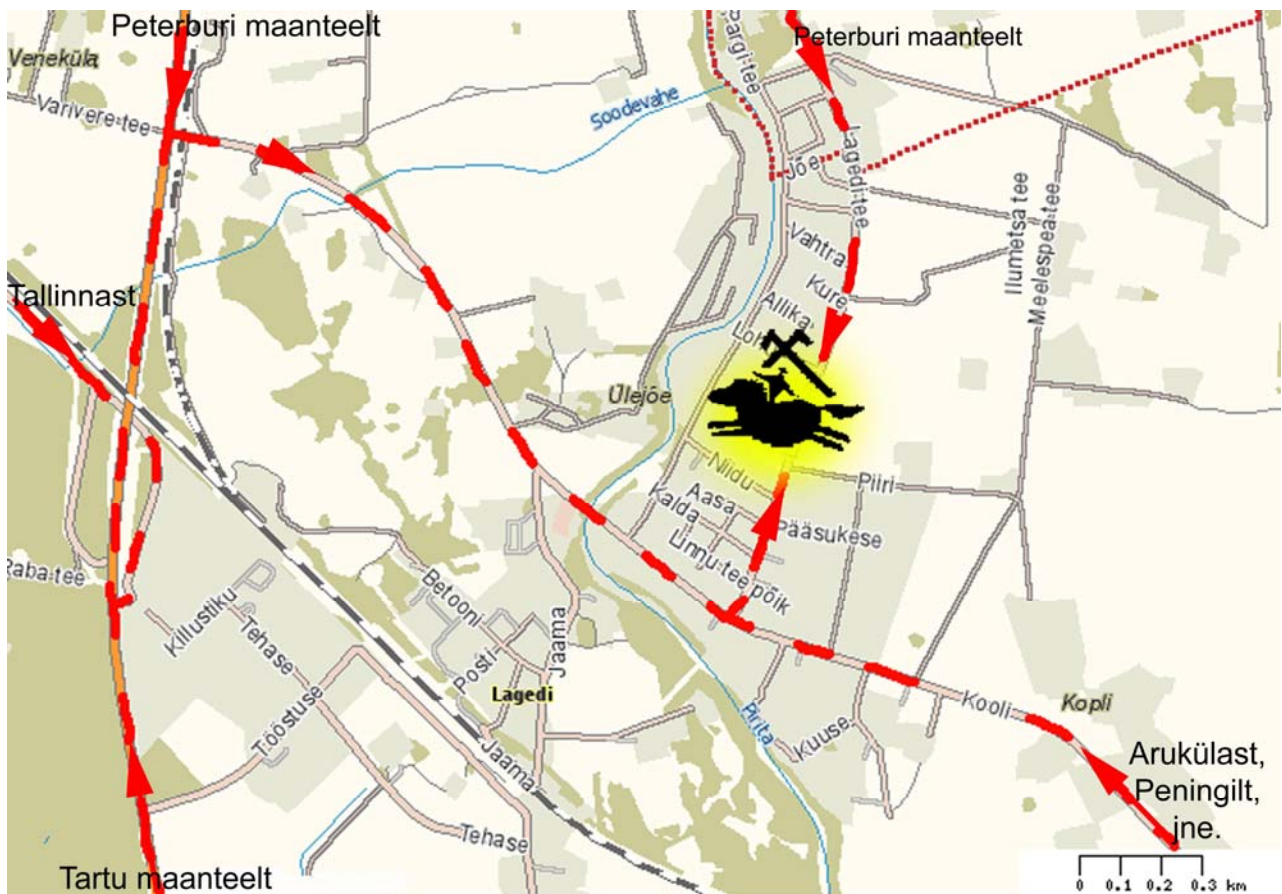 Peterburi maanteelt
Peterburi maanteelt
Veneküla
Varivere tee
Soodevahe
Pargi tee
Jõe
Lagedi tee
Vahtra
Kure
Allika
Ilumetsa tee
Meelespea tee
Tallinnast
Ülejõe
Niidu
Piiri
Aasa
Kalda
Pääsukese
Linnu tee põik
Raba tee
Killustiku
Tehase
Betooni
Posti
Jaama
Lagedi
Tööstuse
Jaama
Tehase
Pirita
Kuuse
Kooli
Kopli
Arukülast,
Peningilt,
jne.
Tartu maanteelt
0 0.1 0.2 0.3 km